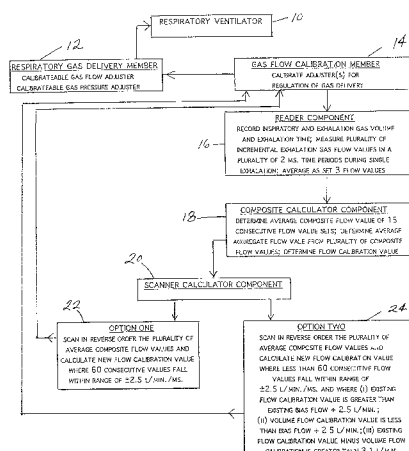 RESPIRATORY VENTILATOR
10
12
RESPIRATORY GAS DELIVERY MEMBER
CALIBRATEABLE GAS FLOW ADJUSTER
CALIBRATEABLE GAS PRESSURE ADJUSTER
14
GAS FLOW CALIBRATION MEMBER
CALIBRATE ADJUSTER(S) FOR
REGULATION OF GAS DELIVERY
16
READER COMPONENT
RECORD INSPIRATORY AND EXHALATION GAS VOLUME
AND EXHALATION TIME; MEASURE PLURALITY OF
INCREMENTAL EXHALATION GAS FLOW VALUES IN A
PLURALTY OF 2 MS. TIME PERIODS DURING SINGLE
EXHALATION; AVERAGE AS SET 3 FLOW VALUES
18
COMPOSITE CALCULATOR COMPONENT
DETERMINE AVERAGE COMPOSITE FLOW VALUE OF 15
CONSECUTIVE FLOW VALUE SETS; DETERMINE AVERAGE
AGGREGATE FLOW VALE FROM PLURALITY OF COMPOSITE
FLOW VALUES; DETERMINE FLOW CALIBRATION VALUE
20
SCANNER CALCULATOR COMPONENT
22
OPTION ONE
SCAN IN REVERSE ORDER THE PLURALITY OF
AVERAGE COMPOSITE FLOW VALUES AND
CALCULATE NEW FLOW CALIBRATION VALUE
WHERE 60 CONSECUTIVE VALUES FALL
WITHIN RANGE OF
±2.5 L/MIN./MS.
24
OPTION TWO
SCAN IN REVERSE ORDER THE PLURALITY OF
AVERAGE COMPOSITE FLOW VALUES AND
CALCULATE NEW FLOW CALIBRATION VALUE
WHERE LESS THAN 60 CONSECUTIVE FLOW
VALUES FALL WITHIN RANGE OF
±2.5 L/MIN./MS. AND WHERE (i) EXISTING
FLOW CALIBRATION VALUE IS GREATER THAN
EXISTING BIAS FLOW + 2.5 L/MIN.;
(ii) VOLUME FLOW CALIBRATION VALUE IS LESS
THAN BIAS FLOW + 2.5 L/MIN.; (iii) EXISTING
FLOW CALIBRATION VALUE MINUS VOLUME FLOW